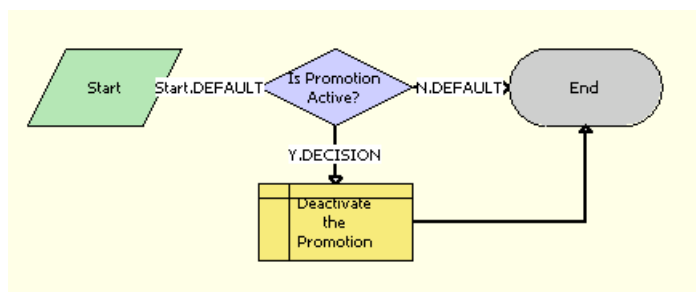 Start
Start.DEFAULT
Is Promotion
Active?
N.DEFAULT
End
Y.DECISION
Deactivate
the
Promotion